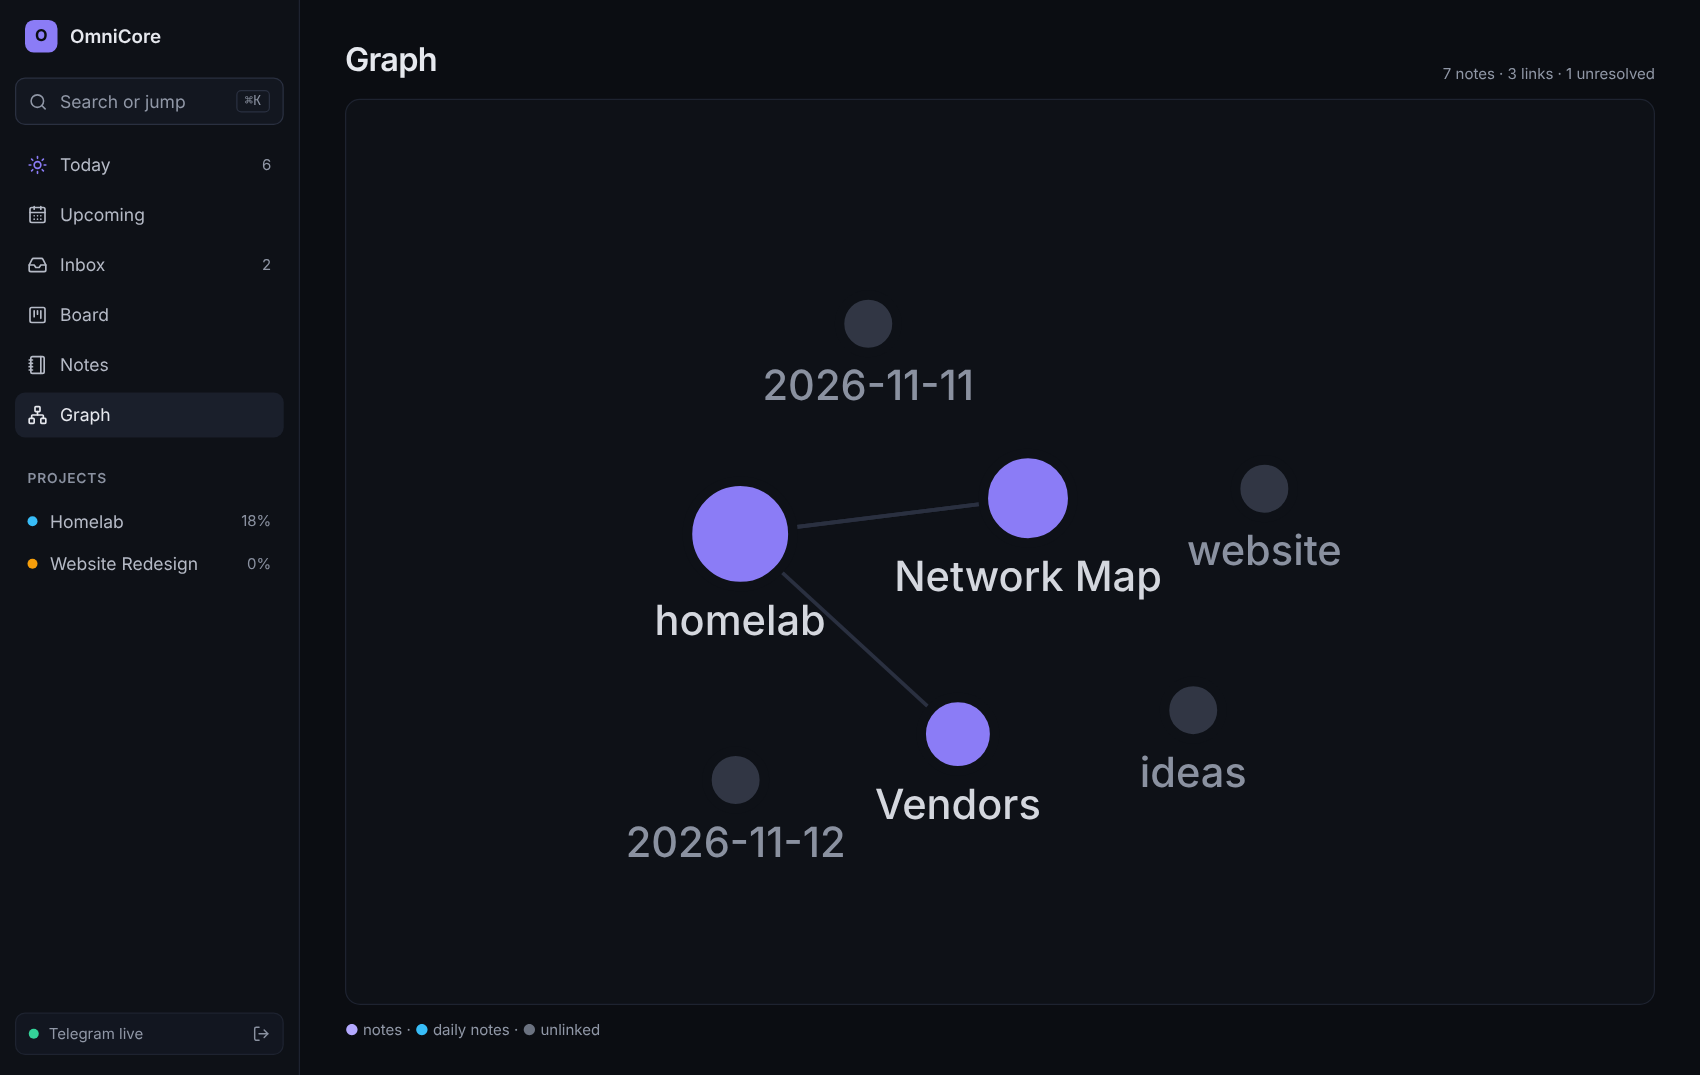 O OmniCore
Search or jump ⌘K
Today 6
Upcoming
Inbox 2
Board
Notes
Graph
PROJECTS
Homelab 18%
Website Redesign 0%
Telegram live
Graph
7 notes · 3 links · 1 unresolved
2026-11-11
homelab
Network Map
website
Vendors
ideas
2026-11-12
notes · daily notes · unlinked